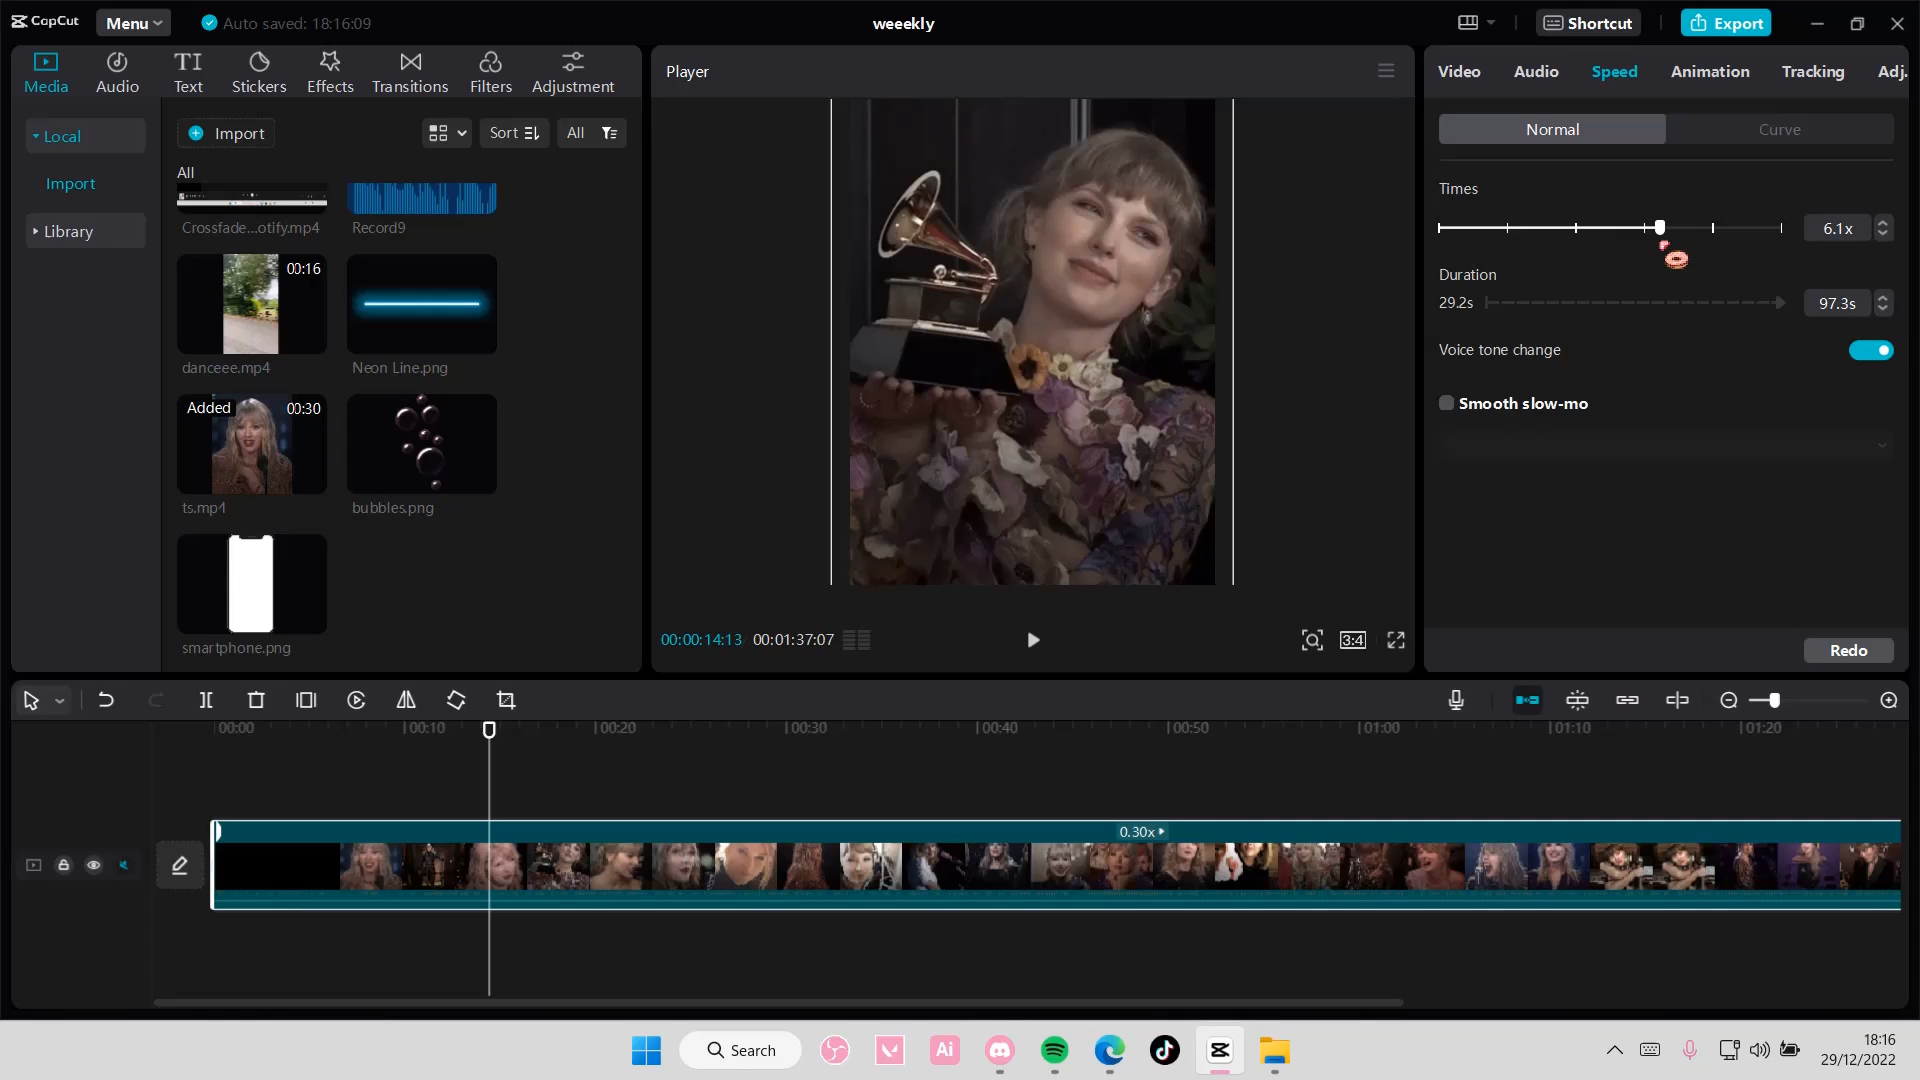 CapCut
Menu
Auto saved: 18:16:09
weeekly
Shortcut
Export
Media
Audio
TI
Text
Stickers
Effects
Transitions
Filters
Adjustment
Local
Import
Library
Import
Sort
All
All
Crossfade...otify.mp4
Record9
00:16
danceee.mp4
Neon Line.png
Added
00:30
ts.mp4
bubbles.png
smartphone.png
Player
00:00:14:13
00:01:37:07
3:4
Video
Audio
Speed
Animation
Tracking
Adj.
Normal
Curve
Times
6.1x
Duration
29.2s
97.3s
Voice tone change
Smooth slow-mo
Redo
00:00
00:10
00:20
00:30
00:40
00:50
01:00
01:10
01:20
0.30x
Search
Ai
18:16
29/12/2022